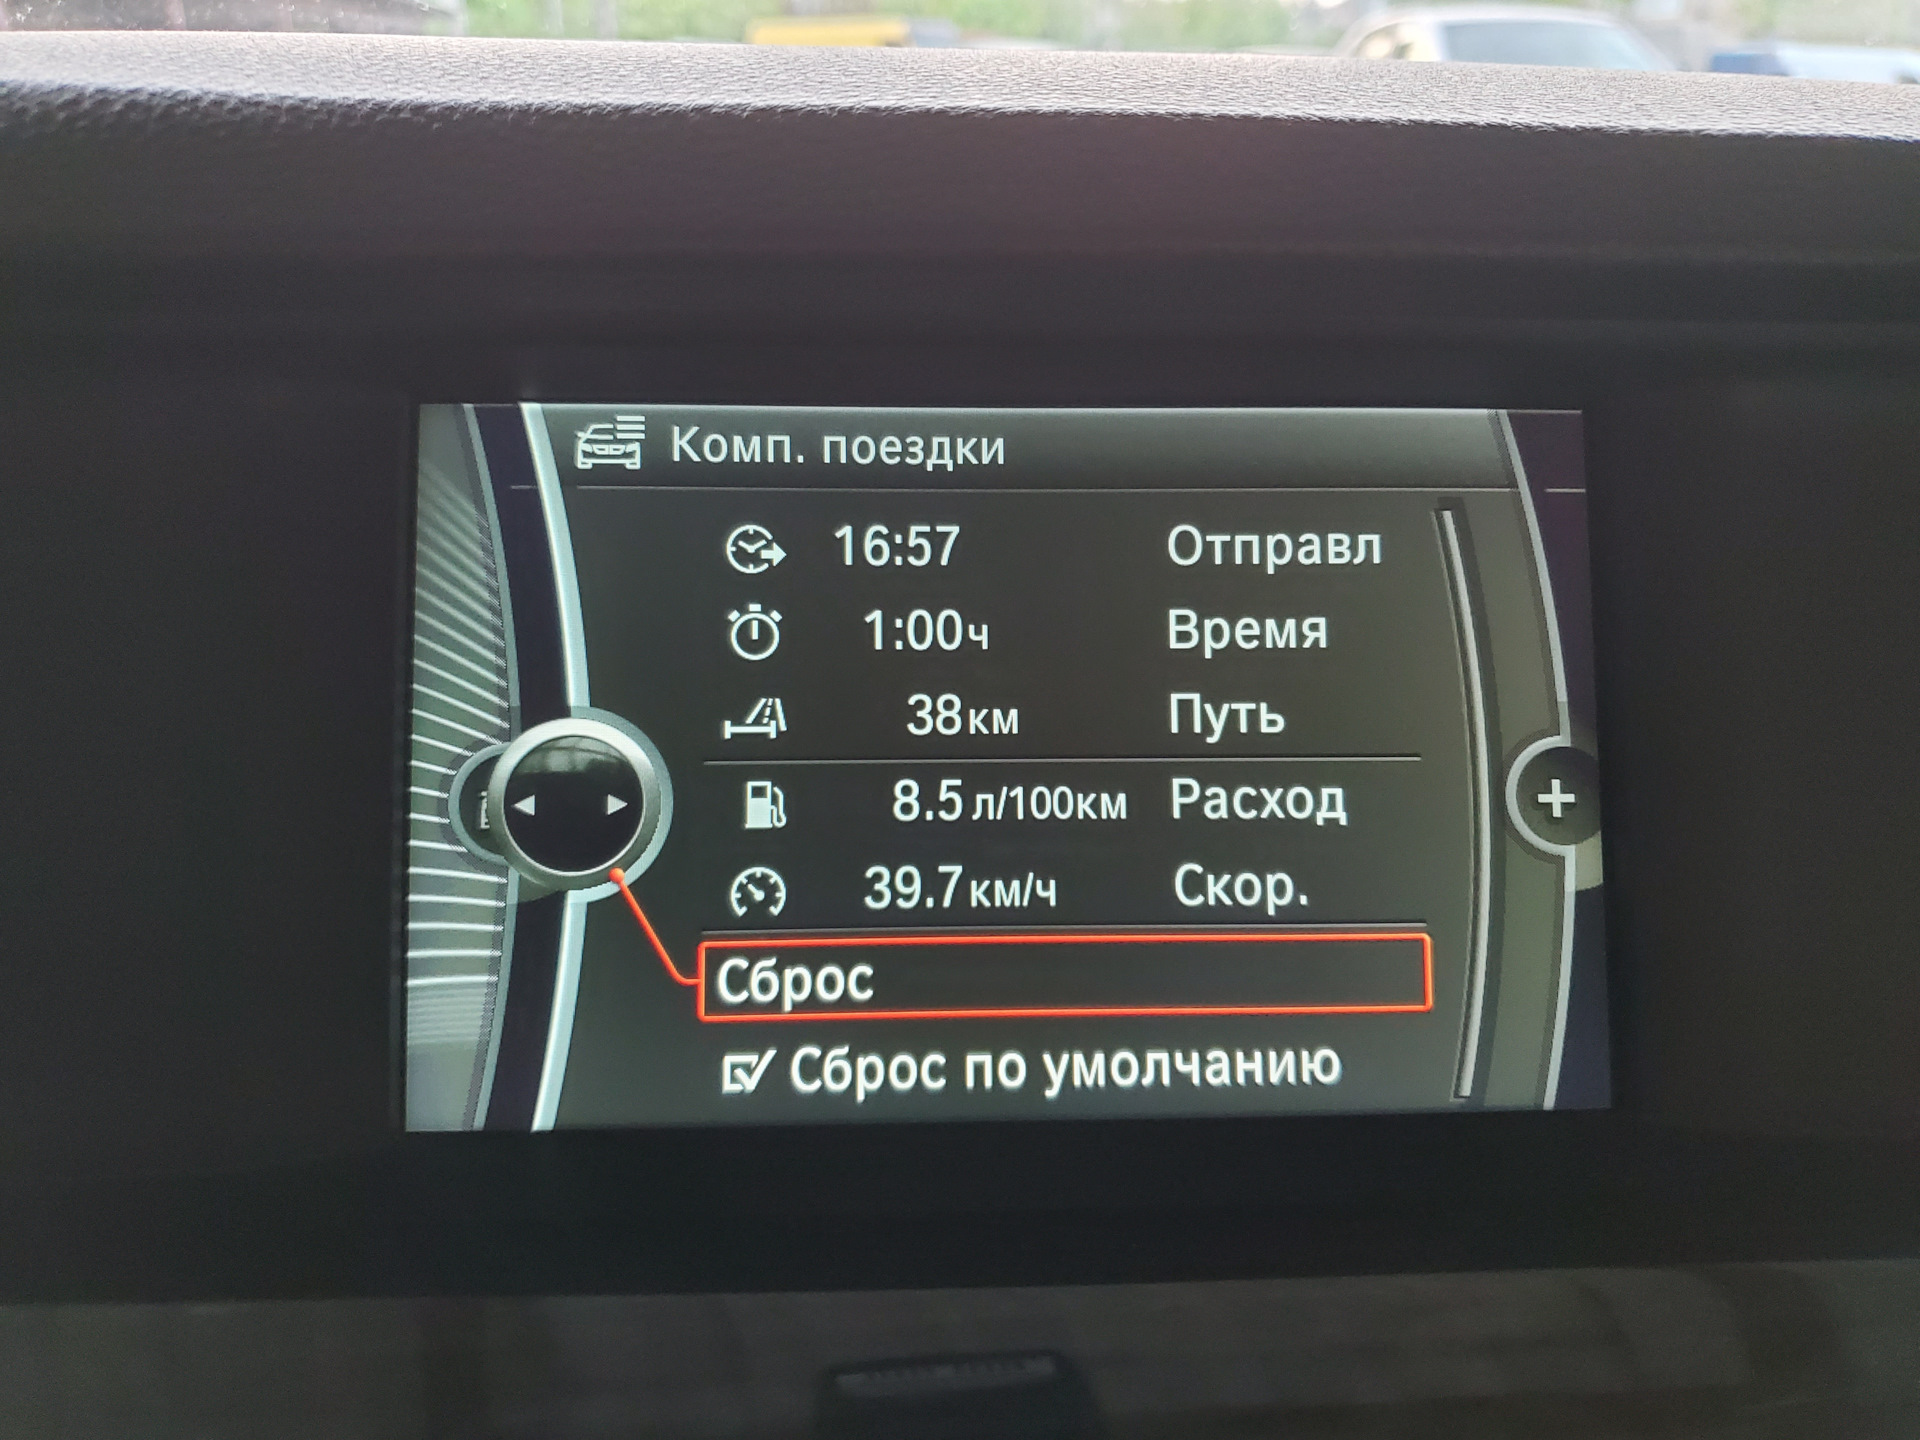 Комп. поездки
16:57 Отправл
1:00ч Время
38км Путь
8.5л/100км Расход
39.7км/ч Скор.
Сброс
Сброс по умолчанию